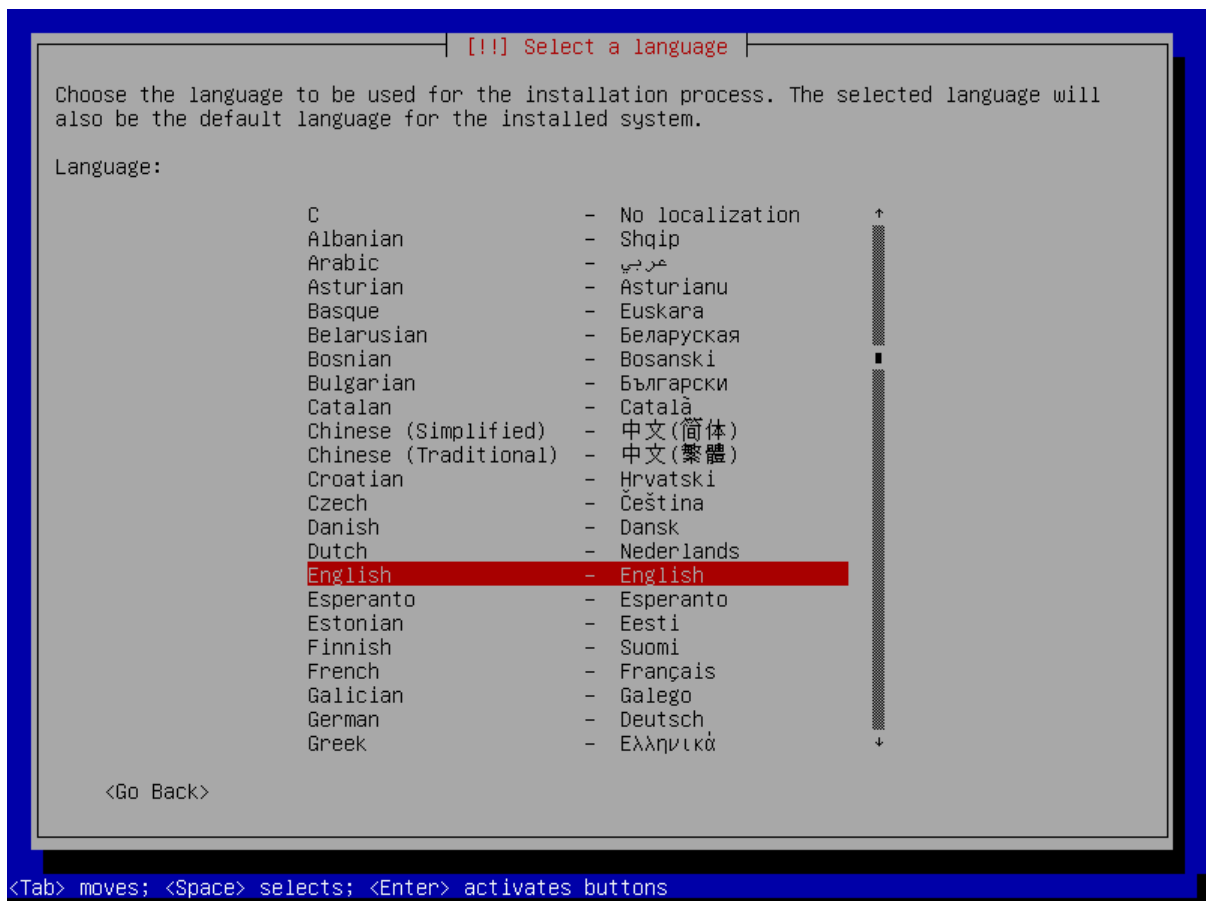 [!!] Select a language
Choose the language to be used for the installation process. The selected language will
also be the default language for the installed system.
Language:
C - No localization
Albanian - Shqip
Arabic - عربي
Asturian - Asturianu
Basque - Euskara
Belarusian - Беларуская
Bosnian - Bosanski
Bulgarian - Български
Catalan - Català
Chinese (Simplified) - 中文(简体)
Chinese (Traditional) - 中文(繁體)
Croatian - Hrvatski
Czech - Čeština
Danish - Dansk
Dutch - Nederlands
English - English
Esperanto - Esperanto
Estonian - Eesti
Finnish - Suomi
French - Français
Galician - Galego
German - Deutsch
Greek - Ελληνικά
<Go Back>
<Tab> moves; <Space> selects; <Enter> activates buttons